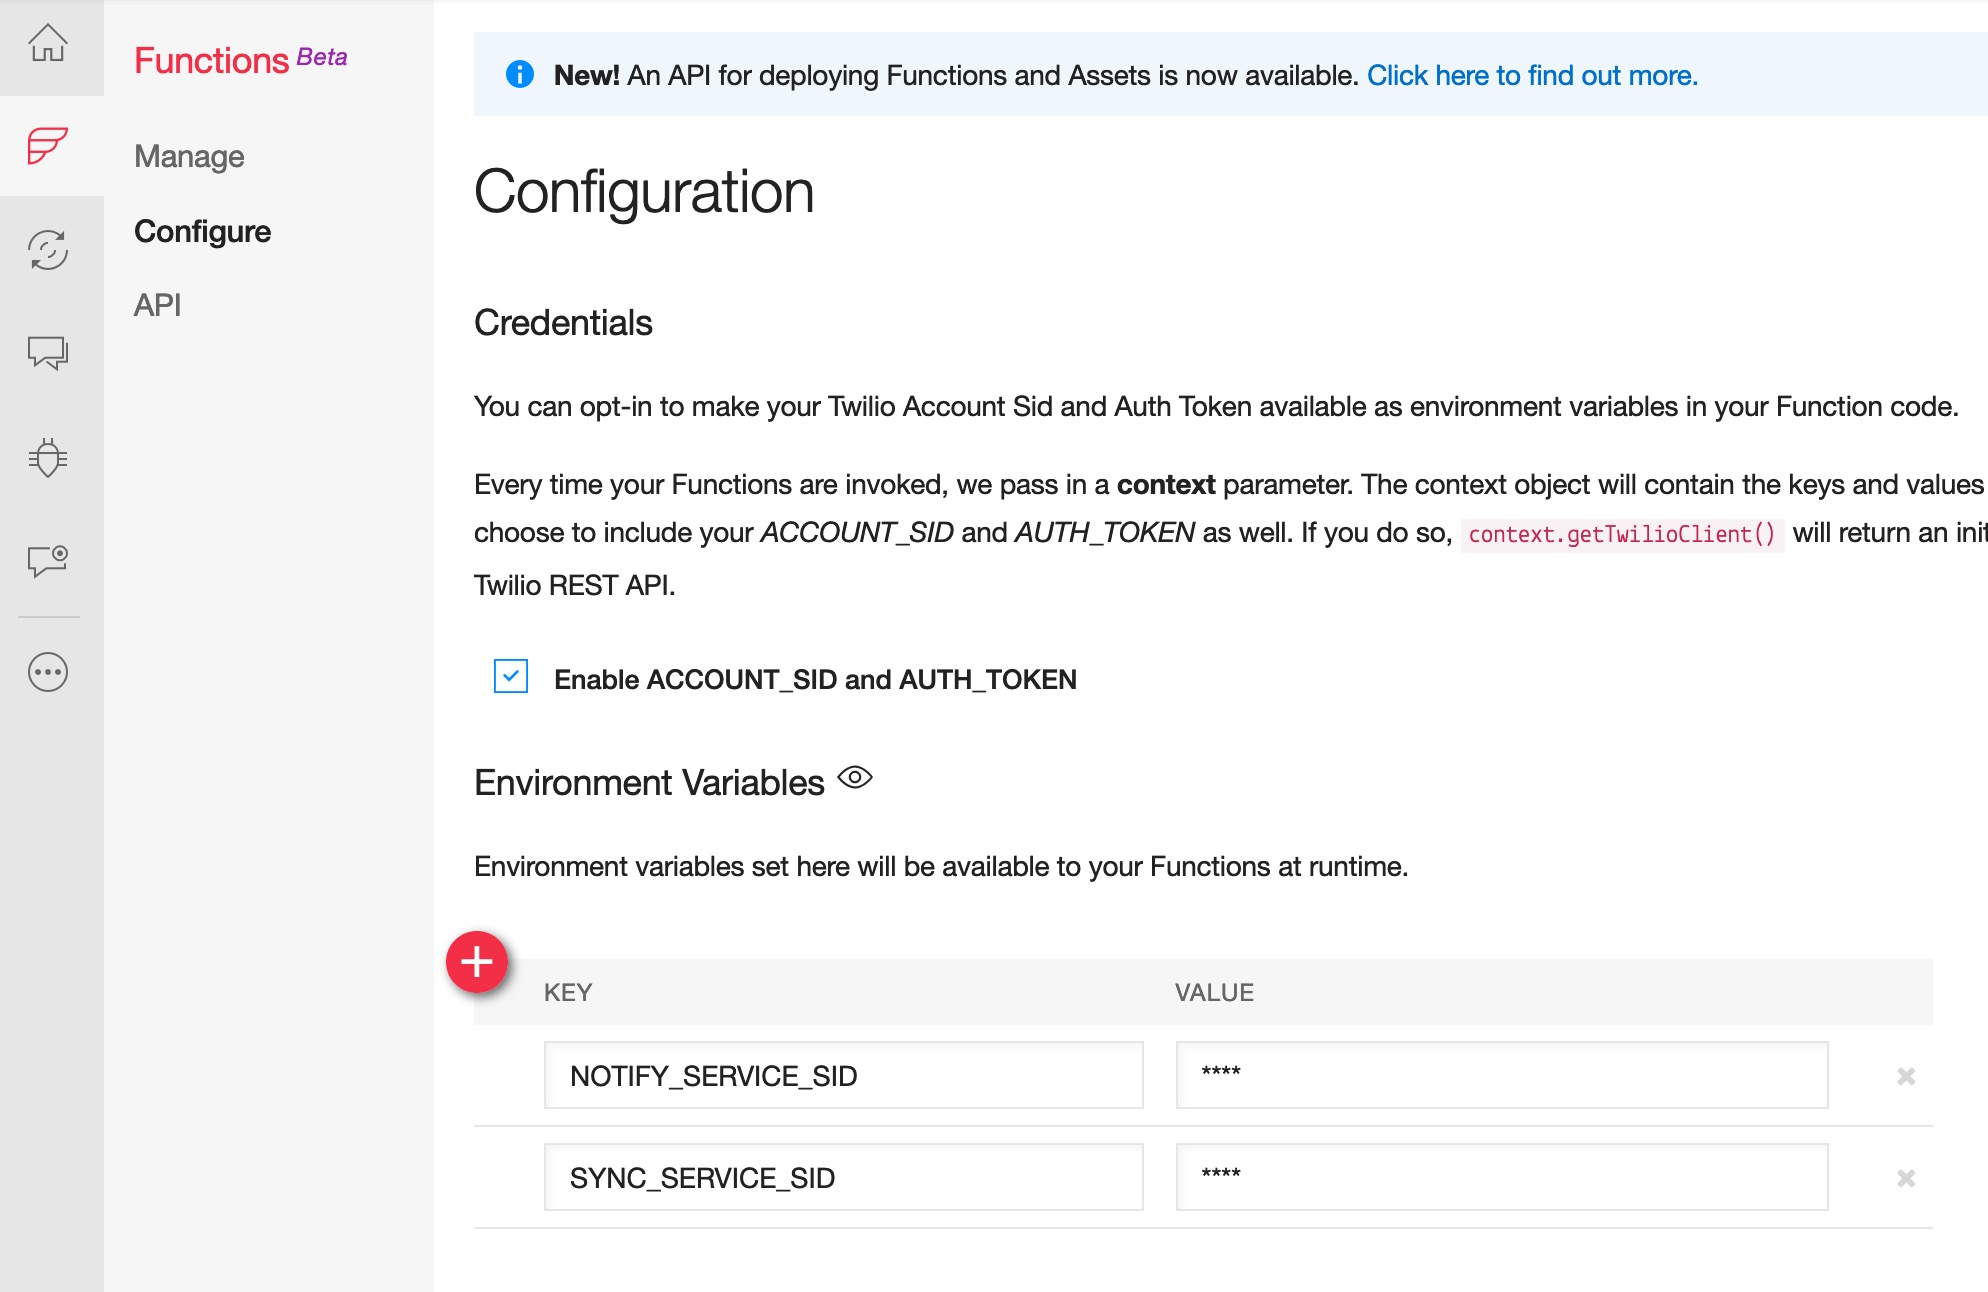 Functions Beta
Manage
Configure
API
New! An API for deploying Functions and Assets is now available. Click here to find out more.
Configuration
Credentials
You can opt-in to make your Twilio Account Sid and Auth Token available as environment variables in your Function code.
Every time your Functions are invoked, we pass in a context parameter. The context object will contain the keys and values
choose to include your ACCOUNT_SID and AUTH_TOKEN as well. If you do so, context.getTwilioClient() will return an init
Twilio REST API.
Enable ACCOUNT_SID and AUTH_TOKEN
Environment Variables
Environment variables set here will be available to your Functions at runtime.
KEY VALUE
NOTIFY_SERVICE_SID ****
SYNC_SERVICE_SID ****